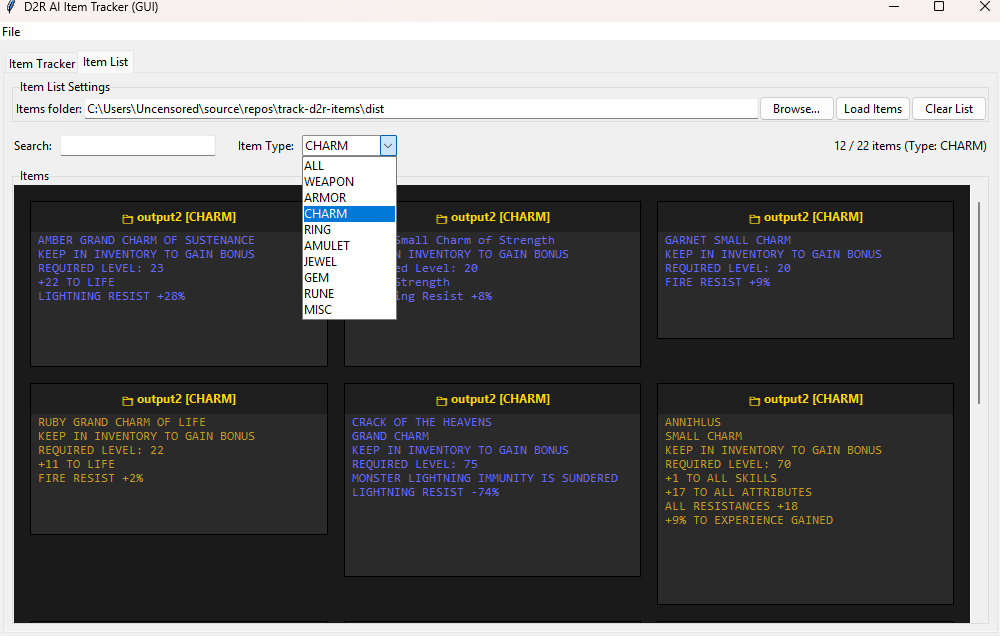 D2R AI Item Tracker (GUI)
File
Item Tracker
Item List
Item List Settings
Items folder: C:\Users\Uncensored\source\repos\track-d2r-items\dist
Browse...
Load Items
Clear List
Search:
Item Type: CHARM
12 / 22 items (Type: CHARM)
ALL
WEAPON
ARMOR
CHARM
RING
AMULET
JEWEL
GEM
RUNE
MISC
Items
output2 [CHARM]
AMBER GRAND CHARM OF SUSTENANCE
KEEP IN INVENTORY TO GAIN BONUS
REQUIRED LEVEL: 23
+22 TO LIFE
LIGHTNING RESIST +28%
output2 [CHARM]
Small Charm of Strength
IN INVENTORY TO GAIN BONUS
Level: 20
Strength
Resist +8%
output2 [CHARM]
GARNET SMALL CHARM
KEEP IN INVENTORY TO GAIN BONUS
REQUIRED LEVEL: 20
FIRE RESIST +9%
output2 [CHARM]
RUBY GRAND CHARM OF LIFE
KEEP IN INVENTORY TO GAIN BONUS
REQUIRED LEVEL: 22
+11 TO LIFE
FIRE RESIST +2%
output2 [CHARM]
CRACK OF THE HEAVENS
GRAND CHARM
KEEP IN INVENTORY TO GAIN BONUS
REQUIRED LEVEL: 75
MONSTER LIGHTNING IMMUNITY IS SUNDERED
LIGHTNING RESIST -74%
output2 [CHARM]
ANNIHLUS
SMALL CHARM
KEEP IN INVENTORY TO GAIN BONUS
REQUIRED LEVEL: 70
+1 TO ALL SKILLS
+17 TO ALL ATTRIBUTES
ALL RESISTANCES +18
+9% TO EXPERIENCE GAINED